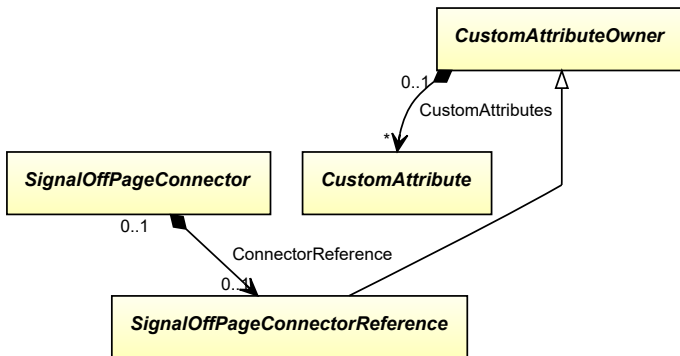 CustomAttributeOwner
0..1
CustomAttributes
*
SignalOffPageConnector
CustomAttribute
0..1
ConnectorReference
0..1
SignalOffPageConnectorReference